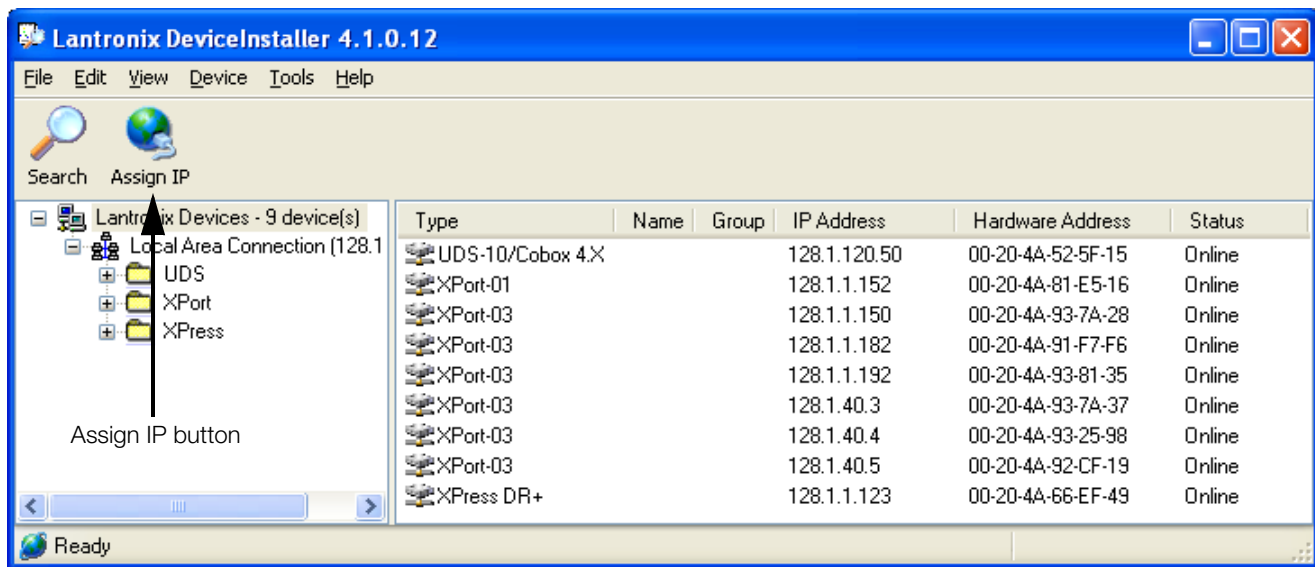 Lantronix DeviceInstaller 4.1.0.12
File Edit View Device Tools Help
Search Assign IP
Lantronix Devices - 9 device(s)
Local Area Connection (128.1
UDS
XPort
XPress
Assign IP button
Type Name Group IP Address Hardware Address Status
UDS-10/Cobox 4.X 128.1.120.50 00-20-4A-52-5F-15 Online
XPort-01 128.1.1.152 00-20-4A-81-E5-16 Online
XPort-03 128.1.1.150 00-20-4A-93-7A-28 Online
XPort-03 128.1.1.182 00-20-4A-91-F7-F6 Online
XPort-03 128.1.1.192 00-20-4A-93-81-35 Online
XPort-03 128.1.40.3 00-20-4A-93-7A-37 Online
XPort-03 128.1.40.4 00-20-4A-93-25-98 Online
XPort-03 128.1.40.5 00-20-4A-92-CF-19 Online
XPress DR+ 128.1.1.123 00-20-4A-66-EF-49 Online
Ready